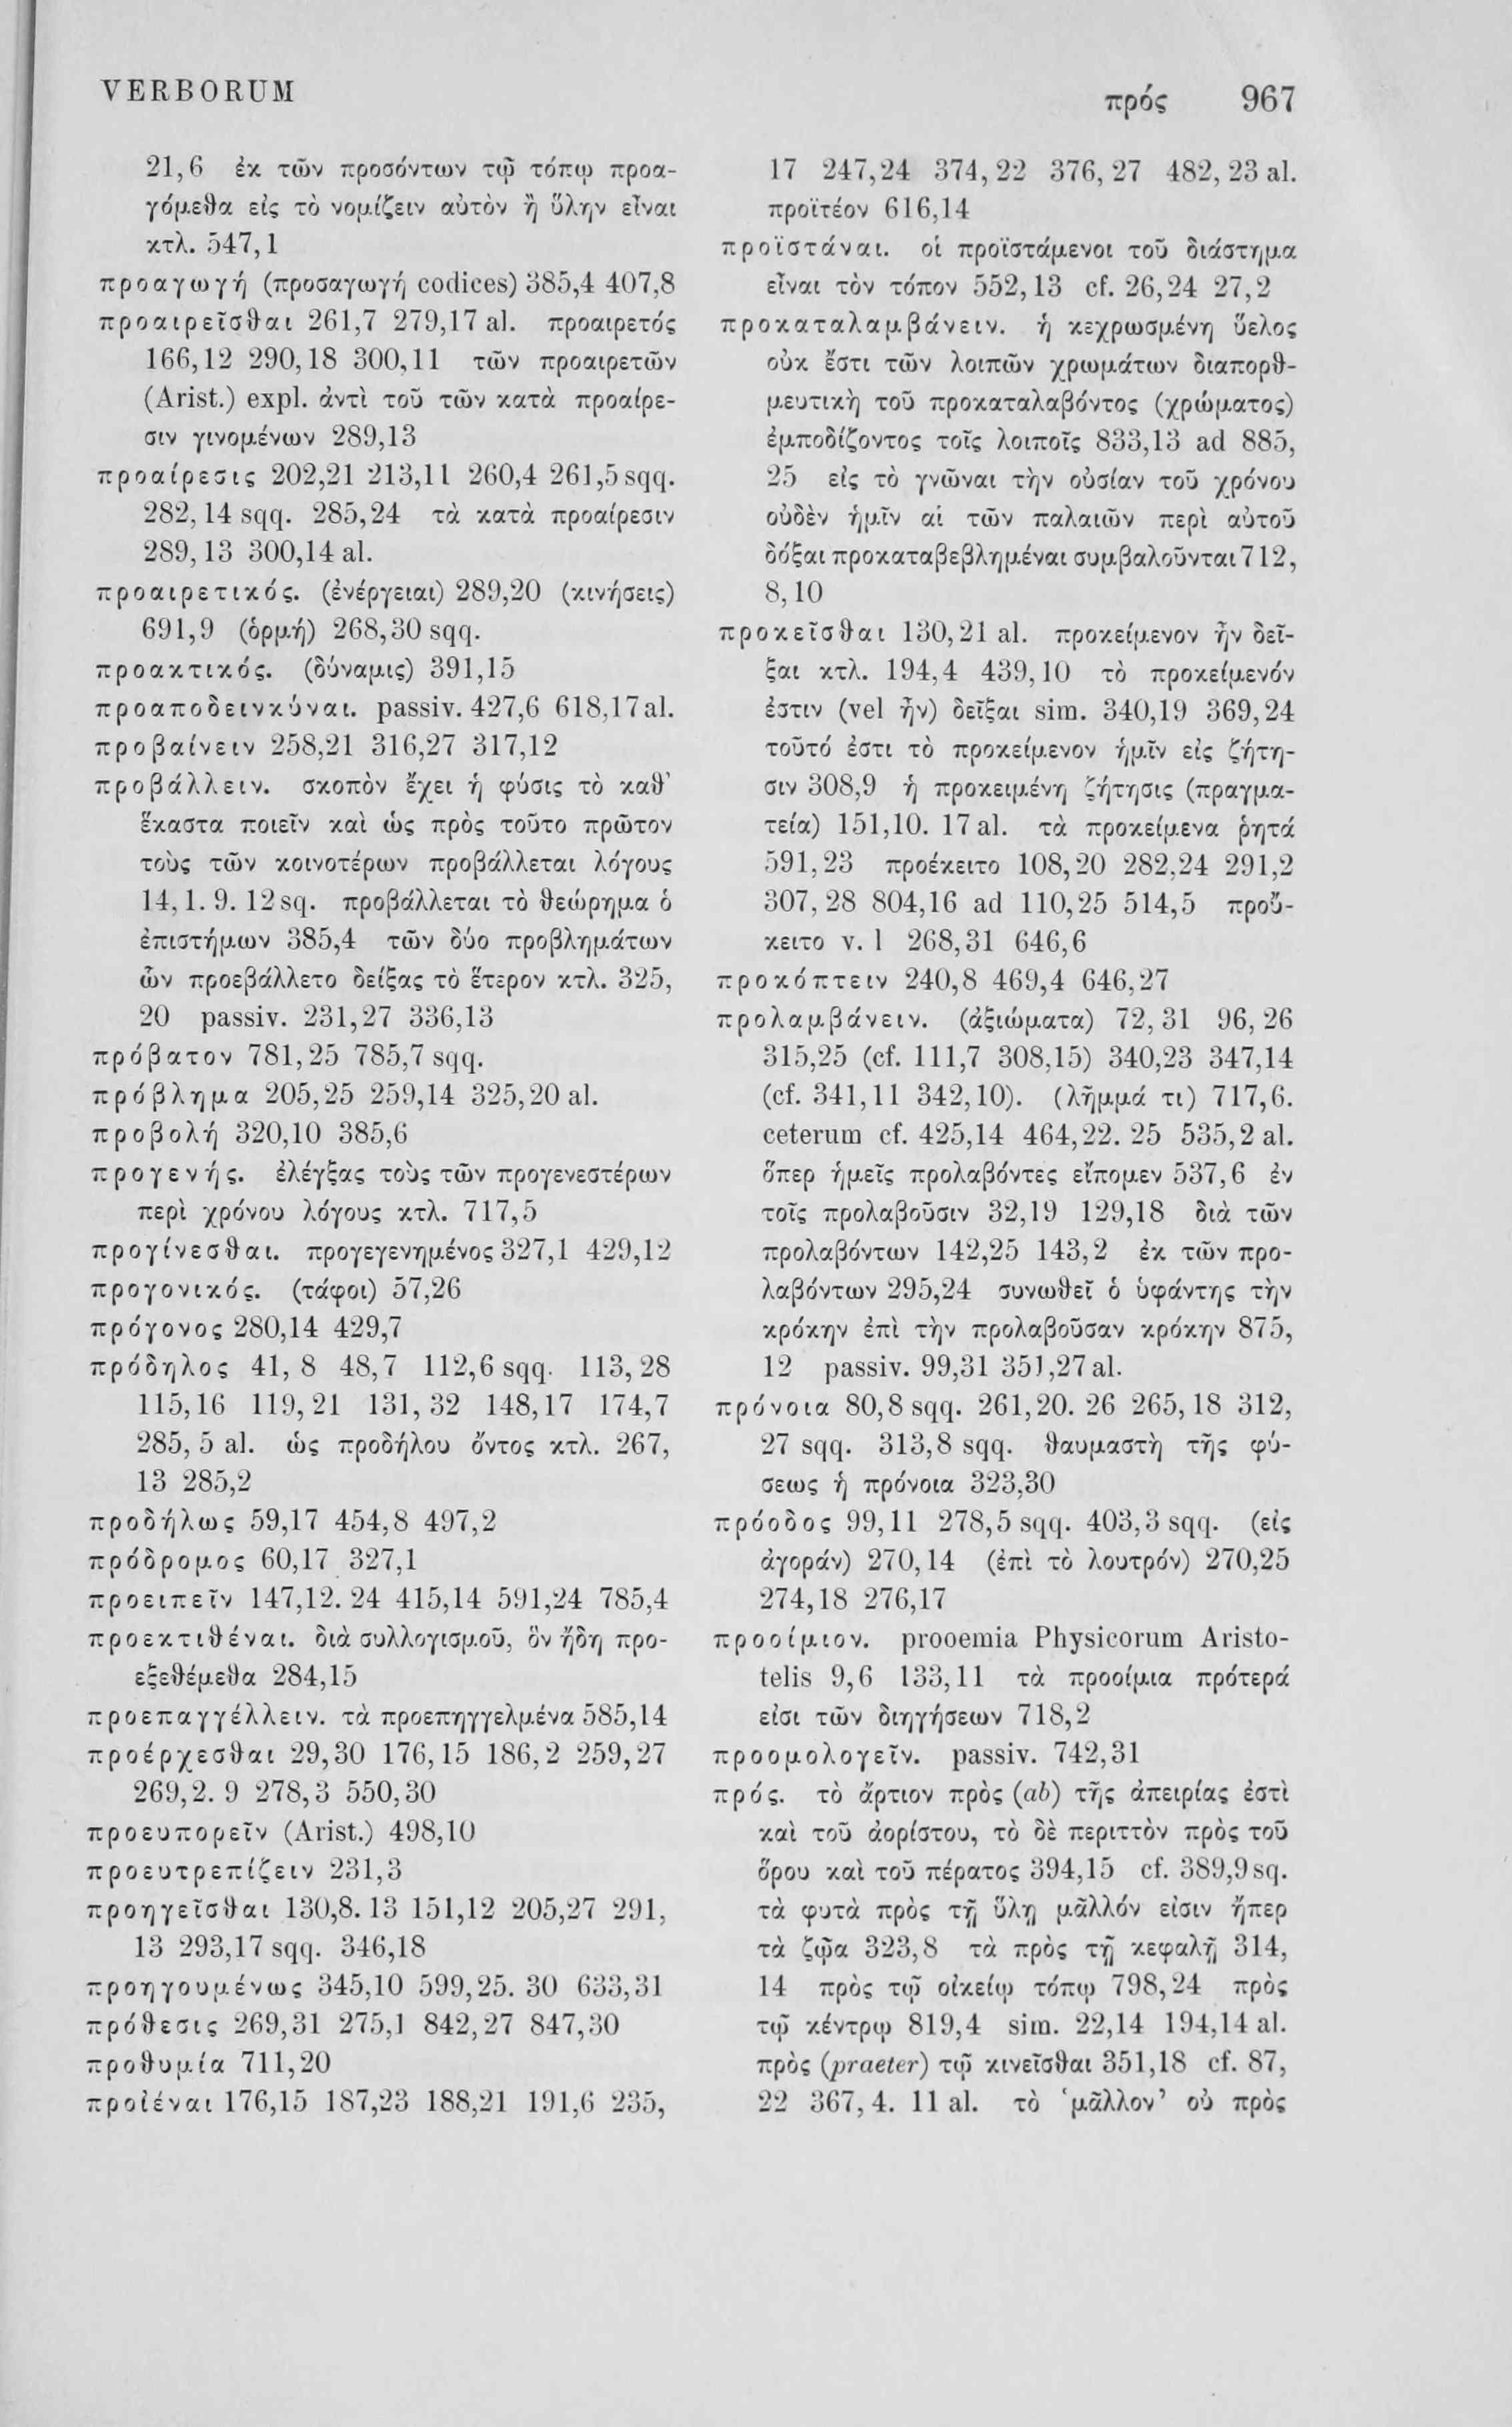 VERBORUM
πρός 967
21,6 ἐκ τῶν προσόντων τῷ τόπῳ προα-
γόμεθα εἰς τὸ νομίζειν αὐτὸν ἢ ὕλην εἶναι
κτλ. 547,1
προαγωγή (προσαγωγή codices) 385,4 407,8
προαιρεῖσθαι 261,7 279,17 al. προαιρετός
166,12 290,18 300,11 τῶν προαιρετῶν
(Arist.) expl. ἀντὶ τοῦ τῶν κατὰ προαίρε-
σιν γινομένων 289,13
προαίρεσις 202,21 213,11 260,4 261,5 sqq.
282,14 sqq. 285,24 τὰ κατὰ προαίρεσιν
289,13 300,14 al.
προαιρετικός. (ἐνέργειαι) 289,20 (κινήσεις)
691,9 (ὁρμή) 268,30 sqq.
προακτικός. (δύναμις) 391,15
προαποδεινκύναι. passiv. 427,6 618,17 al.
προβαίνειν 258,21 316,27 317,12
προβάλλειν. σκοπὸν ἔχει ἡ φύσις τὸ καθ’
ἕκαστα ποιεῖν καὶ ὡς πρὸς τοῦτο πρῶτον
τοὺς τῶν κοινοτέρων προβάλλεται λόγους
14,1. 9. 12 sq. προβάλλεται τὸ θεώρημα ὁ
ἐπιστήμων 385,4 τῶν δύο προβλημάτων
ὧν προεβάλλετο δείξας τὸ ἕτερον κτλ. 325,
20 passiv. 231,27 336,13
πρόβατον 781,25 785,7 sqq.
πρόβλημα 205,25 259,14 325,20 al.
προβολή 320,10 385,6
προγενής. ἐλέγξας τοὺς τῶν προγενεστέρων
περὶ χρόνου λόγους κτλ. 717,5
προγίνεσθαι. προγεγενημένος 327,1 429,12
προγονικός. (τάφοι) 57,26
πρόγονος 280,14 429,7
πρόδηλος 41,8 48,7 112,6 sqq. 113,28
115,16 119,21 131,32 148,17 174,7
285,5 al. ὡς προδήλου ὄντος κτλ. 267,
13 285,2
προδήλως 59,17 454,8 497,2
πρόδρομος 60,17 327,1
προειπεῖν 147,12. 24 415,14 591,24 785,4
προεκτιθέναι. διὰ συλλογισμοῦ, ὃν ἤδη προ-
εξεθέμεθα 284,15
προεπαγγέλλειν. τὰ προεπηγγελμένα 585,14
προέρχεσθαι 29,30 176,15 186,2 259,27
269,2. 9 278,3 550,30
προευπορεῖν (Arist.) 498,10
προευτρεπίζειν 231,3
προηγεῖσθαι 130,8. 13 151,12 205,27 291,
13 293,17 sqq. 346,18
προηγουμένως 345,10 599,25. 30 633,31
πρόθεσις 269,31 275,1 842,27 847,30
προθυμία 711,20
προϊέναι 176,15 187,23 188,21 191,6 235,
17 247,24 374,22 376,27 482,23 al.
προϊτέον 616,14
προϊστάναι. οἱ προϊστάμενοι τοῦ διάστημα
εἶναι τὸν τόπον 552,13 cf. 26,24 27,2
προκαταλαμβάνειν. ἡ κεχρωσμένη ὕελος
οὐκ ἔστι τῶν λοιπῶν χρωμάτων διαπορθ-
μευτικὴ τοῦ προκαταλαβόντος (χρώματος)
ἐμποδίζοντος τοῖς λοιποῖς 833,13 ad 885,
25 εἰς τὸ γνῶναι τὴν οὐσίαν τοῦ χρόνου
οὐδὲν ἡμῖν αἱ τῶν παλαιῶν περὶ αὐτοῦ
δόξαι προκαταβεβλημέναι συμβαλοῦνται 712,
8,10
προκεῖσθαι 130,21 al. προκείμενον ἦν δεῖ-
ξαι κτλ. 194,4 439,10 τὸ προκείμενόν
ἐστιν (vel ἦν) δεῖξαι sim. 340,19 369,24
τοῦτό ἐστι τὸ προκείμενον ἡμῖν εἰς ζήτη-
σιν 308,9 ἡ προκειμένη ζήτησις (πραγμα-
τεία) 151,10. 17 al. τὰ προκείμενα ῥητά
591,23 προέκειτο 108,20 282,24 291,2
307,28 804,16 ad 110,25 514,5 προὔ-
κειτο v. l 268,31 646,6
προκόπτειν 240,8 469,4 646,27
προλαμβάνειν. (ἀξιώματα) 72,31 96,26
315,25 (cf. 111,7 308,15) 340,23 347,14
(cf. 341,11 342,10). (λῆμμά τι) 717,6.
ceterum cf. 425,14 464,22. 25 535,2 al.
ὅπερ ἡμεῖς προλαβόντες εἴπομεν 537,6 ἐν
τοῖς προλαβοῦσιν 32,19 129,18 διὰ τῶν
προλαβόντων 142,25 143,2 ἐκ τῶν προ-
λαβόντων 295,24 συνωθεῖ ὁ ὑφάντης τὴν
κρόκην ἐπὶ τὴν προλαβοῦσαν κρόκην 875,
12 passiv. 99,31 351,27 al.
πρόνοια 80,8 sqq. 261,20. 26 265,18 312,
27 sqq. 313,8 sqq. θαυμαστὴ τῆς φύ-
σεως ἡ πρόνοια 323,30
πρόοδος 99,11 278,5 sqq. 403,3 sqq. (εἰς
ἀγοράν) 270,14 (ἐπὶ τὸ λουτρόν) 270,25
274,18 276,17
προοίμιον. prooemia Physicorum Aristo-
telis 9,6 133,11 τὰ προοίμια πρότερά
εἰσι τῶν διηγήσεων 718,2
προομολογεῖν. passiv. 742,31
πρός. τὸ ἄρτιον πρὸς (ab) τῆς ἀπειρίας ἐστὶ
καὶ τοῦ ἀορίστου, τὸ δὲ περιττὸν πρὸς τοῦ
ὅρου καὶ τοῦ πέρατος 394,15 cf. 389,9 sq.
τὰ φυτὰ πρὸς τῇ ὕλῃ μᾶλλόν εἰσιν ἤπερ
τὰ ζῷα 323,8 τὰ πρὸς τῇ κεφαλῇ 314,
14 πρὸς τῷ οἰκείῳ τόπῳ 798,24 πρὸς
τῷ κέντρῳ 819,4 sim. 22,14 194,14 al.
πρὸς (praeter) τῷ κινεῖσθαι 351,18 cf. 87,
22 367,4. 11 al. τὸ ‘μᾶλλον’ οὐ πρὸς